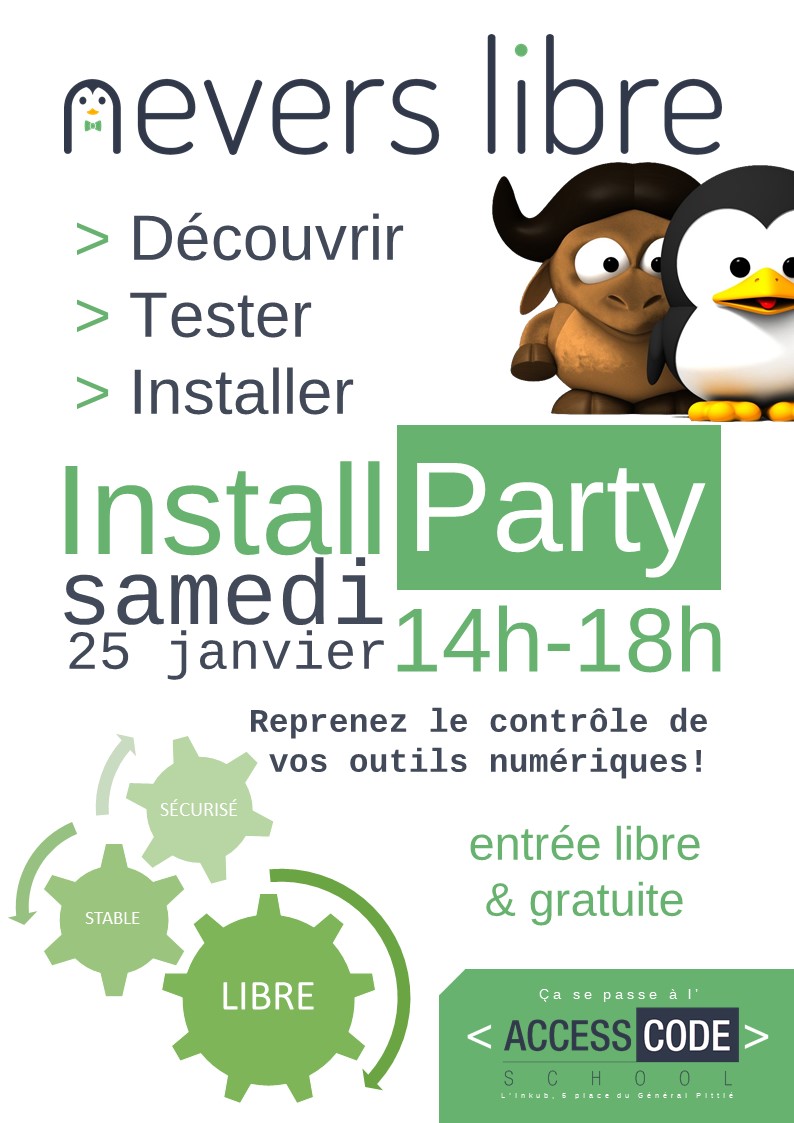 nevers libre
> Découvrir
> Tester
> Installer
Install Party
samedi
25 janvier 14h-18h
Reprenez le contrôle de
vos outils numériques!
SÉCURISÉ
STABLE
LIBRE
entrée libre
& gratuite
Ça se passe à l'
< ACCESS CODE >
SCHOOL
L'Inkub, 5 place du Général Pittié